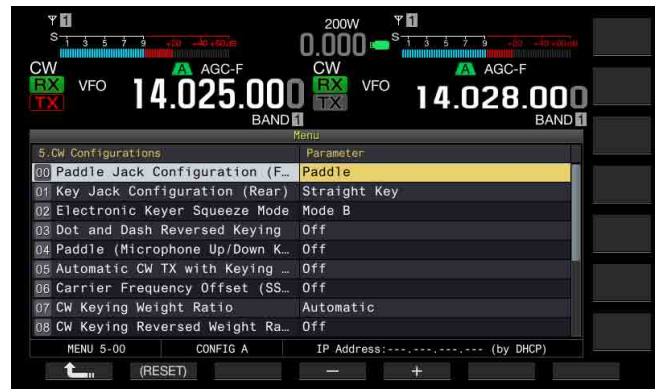 1 200W 1
S 1 3 5 7 9 +20 +40 +60dB 0.000 S 1 3 5 7 9 +20 +40 +60dB
CW A AGC-F CW A AGC-F
RX VFO 14.025.000 RX VFO 14.028.000
TX TX
BAND 1 BAND 1
Menu
5.CW Configurations Parameter
00 Paddle Jack Configuration (F… Paddle
01 Key Jack Configuration (Rear) Straight Key
02 Electronic Keyer Squeeze Mode Mode B
03 Dot and Dash Reversed Keying Off
04 Paddle (Microphone Up/Down K… Off
05 Automatic CW TX with Keying … Off
06 Carrier Frequency Offset (SS… Off
07 CW Keying Weight Ratio Automatic
08 CW Keying Reversed Weight Ra… Off
MENU 5-00 CONFIG A IP Address:---.---.---.--- (by DHCP)
(RESET) － ＋